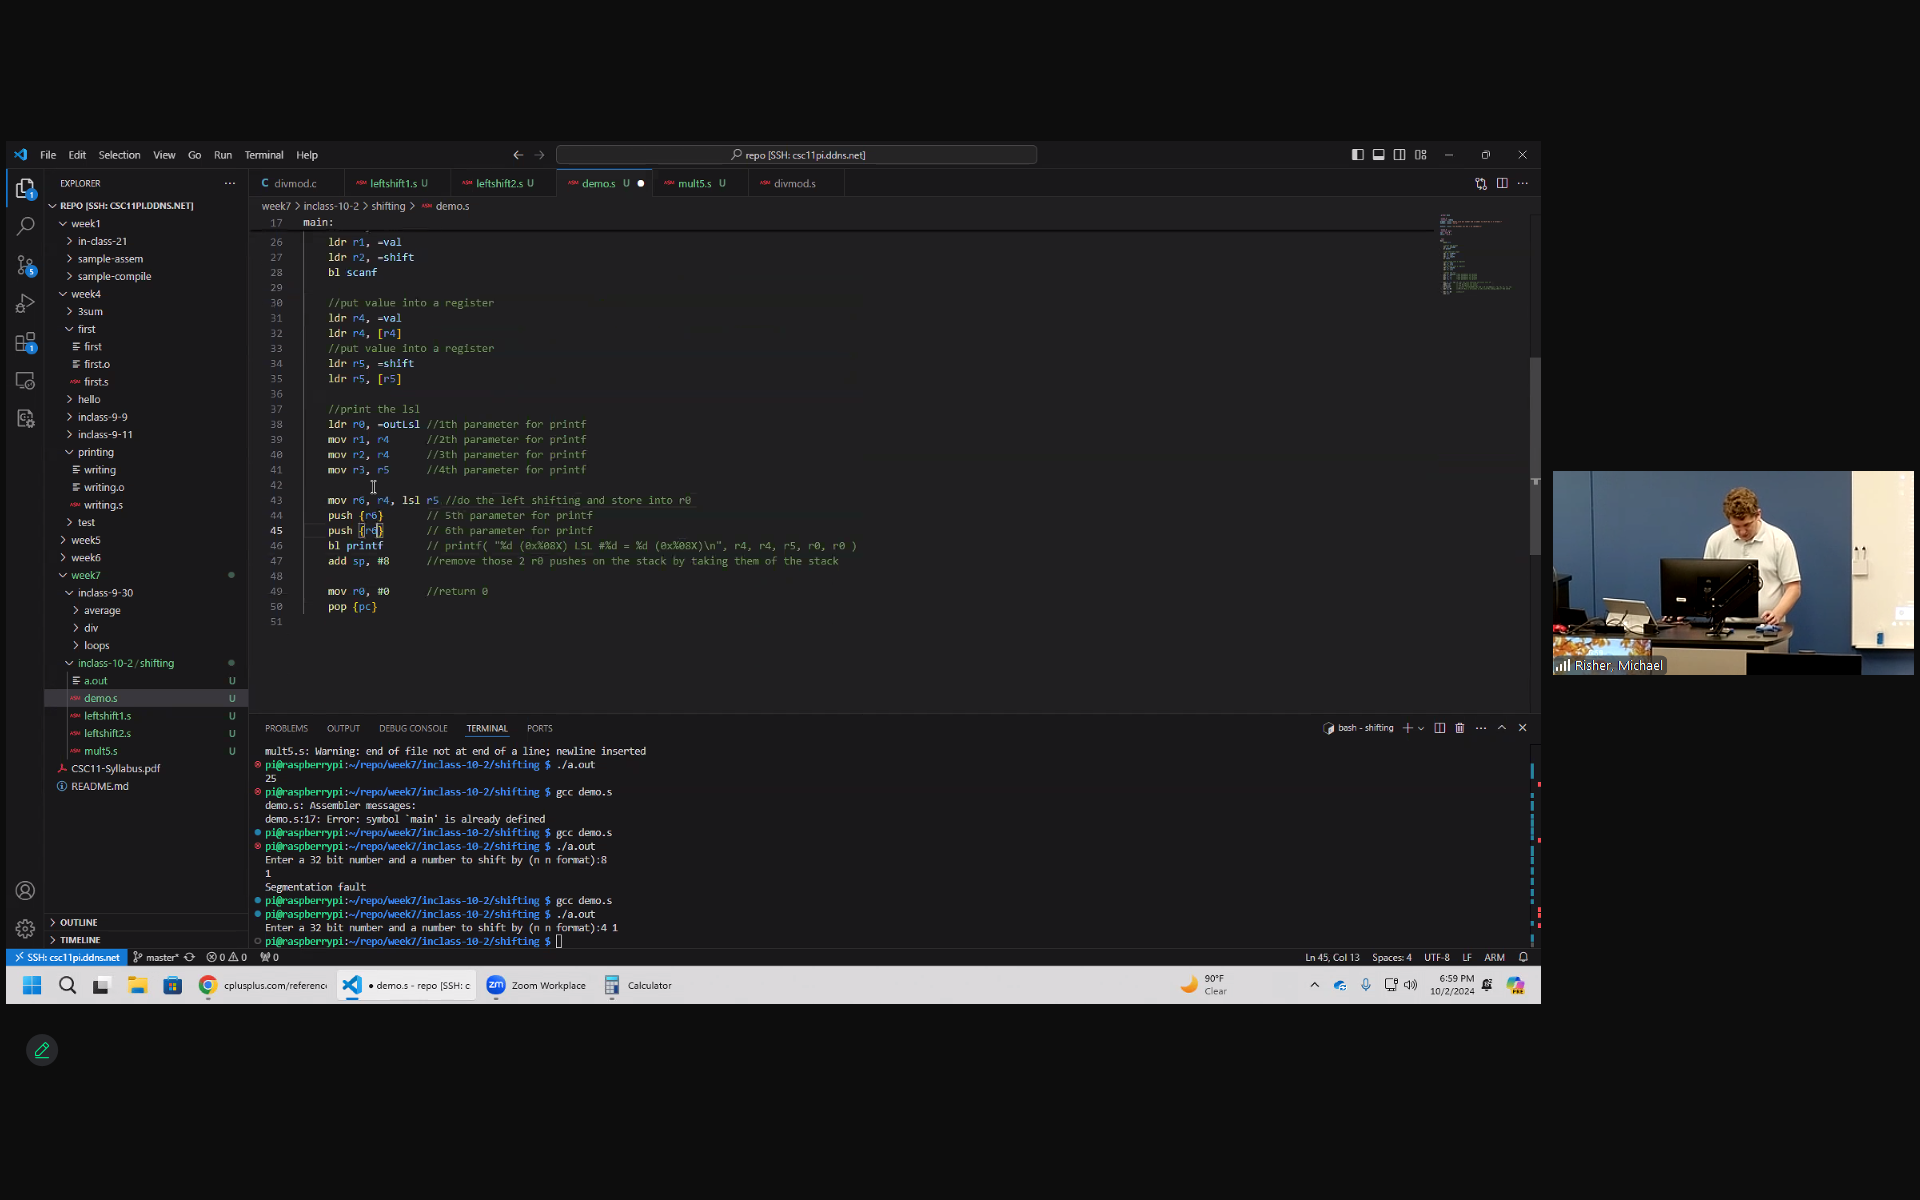 File Edit Selection View Go Run Terminal Help
repo [SSH: csc11pi.ddns.net]
EXPLORER
REPO [SSH: CSC11PI.DDNS.NET]
week1
in-class-21
sample-assem
sample-compile
week4
3sum
first
first
first.o
first.s
hello
inclass-9-9
inclass-9-11
printing
writing
writing.o
writing.s
test
week5
week6
week7
inclass-9-30
average
div
loops
inclass-10-2 / shifting
a.out U
demo.s U
leftshift1.s U
leftshift2.s U
mult5.s U
CSC11-Syllabus.pdf
README.md
OUTLINE
TIMELINE
divmod.c leftshift1.s U leftshift2.s U demo.s U mult5.s U divmod.s
week7 > inclass-10-2 > shifting > demo.s
17 main:
26 ldr r1, =val
27 ldr r2, =shift
28 bl scanf
29
30 //put value into a register
31 ldr r4, =val
32 ldr r4, [r4]
33 //put value into a register
34 ldr r5, =shift
35 ldr r5, [r5]
36
37 //print the lsl
38 ldr r0, =outLsl //1th parameter for printf
39 mov r1, r4 //2th parameter for printf
40 mov r2, r4 //3th parameter for printf
41 mov r3, r5 //4th parameter for printf
42
43 mov r6, r4, lsl r5 //do the left shifting and store into r0
44 push {r6} // 5th parameter for printf
45 push {r6} // 6th parameter for printf
46 bl printf // printf( "%d (0x%08X) LSL #%d = %d (0x%08X)\n", r4, r4, r5, r0, r0 )
47 add sp, #8 //remove those 2 r0 pushes on the stack by taking them of the stack
48
49 mov r0, #0 //return 0
50 pop {pc}
51
PROBLEMS OUTPUT DEBUG CONSOLE TERMINAL PORTS
bash - shifting
mult5.s: Warning: end of file not at end of a line; newline inserted
pi@raspberrypi:~/repo/week7/inclass-10-2/shifting $ ./a.out
25
pi@raspberrypi:~/repo/week7/inclass-10-2/shifting $ gcc demo.s
demo.s: Assembler messages:
demo.s:17: Error: symbol `main' is already defined
pi@raspberrypi:~/repo/week7/inclass-10-2/shifting $ gcc demo.s
pi@raspberrypi:~/repo/week7/inclass-10-2/shifting $ ./a.out
Enter a 32 bit number and a number to shift by (n n format):8
1
Segmentation fault
pi@raspberrypi:~/repo/week7/inclass-10-2/shifting $ gcc demo.s
pi@raspberrypi:~/repo/week7/inclass-10-2/shifting $ ./a.out
Enter a 32 bit number and a number to shift by (n n format):4 1
pi@raspberrypi:~/repo/week7/inclass-10-2/shifting $
SSH: csc11pi.ddns.net master* 0 0 0 Ln 45, Col 13 Spaces: 4 UTF-8 LF ARM
cplusplus.com/referenc demo.s - repo [SSH: c Zoom Workplace Calculator
90°F
Clear
6:59 PM
10/2/2024
Risher, Michael